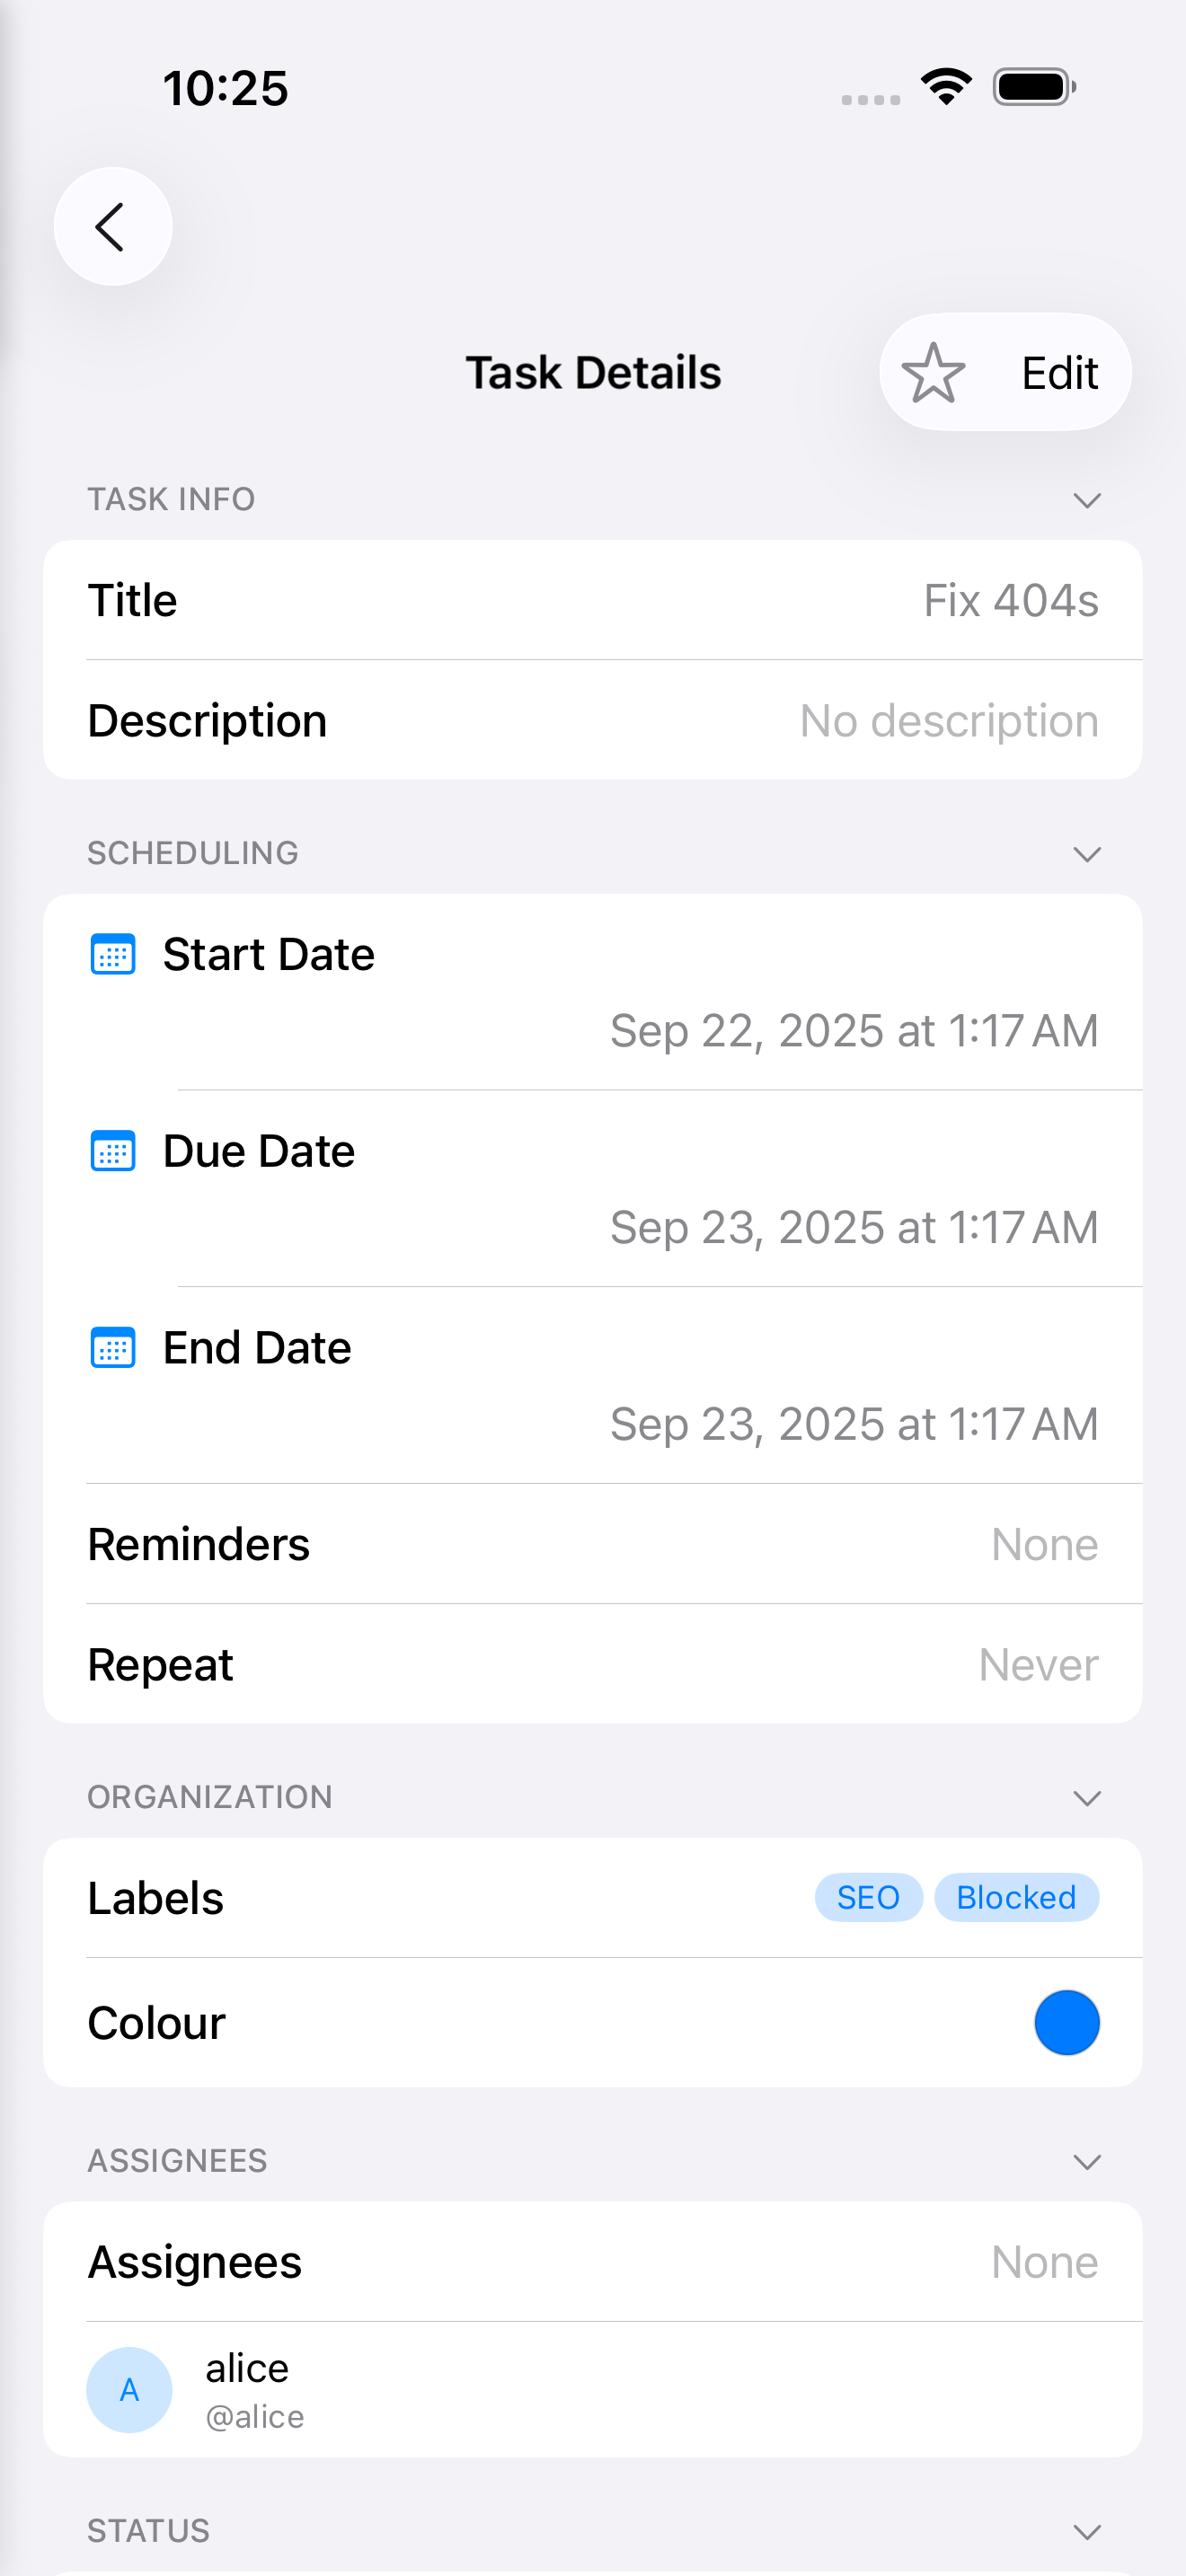 10:25
Task Details
Edit
TASK INFO
Title Fix 404s
Description No description
SCHEDULING
Start Date
Sep 22, 2025 at 1:17 AM
Due Date
Sep 23, 2025 at 1:17 AM
End Date
Sep 23, 2025 at 1:17 AM
Reminders None
Repeat Never
ORGANIZATION
Labels SEO Blocked
Colour
ASSIGNEES
Assignees None
A
alice
@alice
STATUS